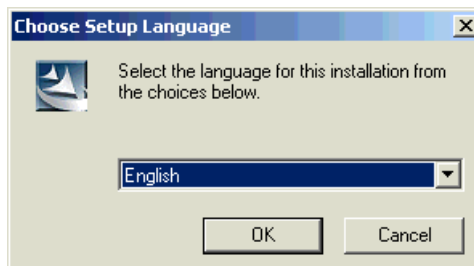 Choose Setup Language
Select the language for this installation from
the choices below.
English
OK
Cancel